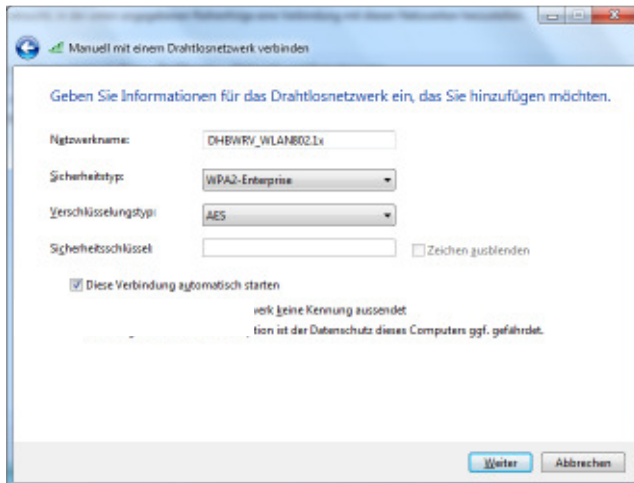 Manuell mit einem Drahtlosnetzwerk verbinden
Geben Sie Informationen für das Drahtlosnetzwerk ein, das Sie hinzufügen möchten.
Netzwerkname: DHBWRV_WLAN802.1x
Sicherheitstyp: WPA2-Enterprise
Verschlüsselungstyp: AES
Sicherheitsschlüssel: Zeichen ausblenden
Diese Verbindung automatisch starten
werk keine Kennung aussendet
tion ist der Datenschutz dieses Computers ggf. gefährdet.
Weiter Abbrechen